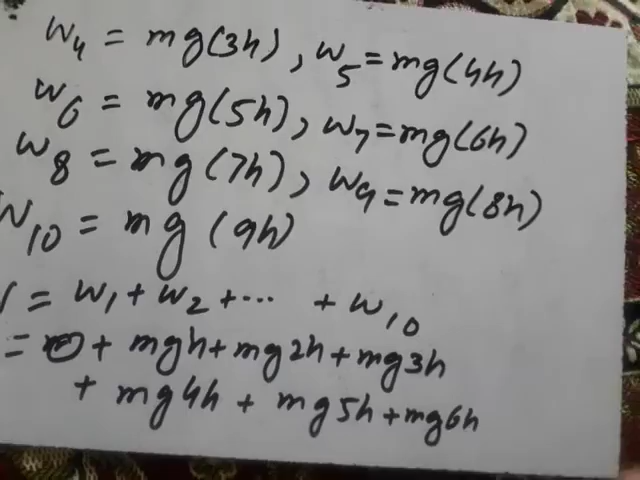 W₄ = mg(3h), W₅ = mg(4h)
W₆ = mg(5h), W₇ = mg(6h)
W₈ = mg(7h), W₉ = mg(8h)
W₁₀ = mg (9h)
= W₁ + W₂ + ... + W₁₀
= 0 + mgh + mg2h + mg3h
+ mg4h + mg5h + mg6h